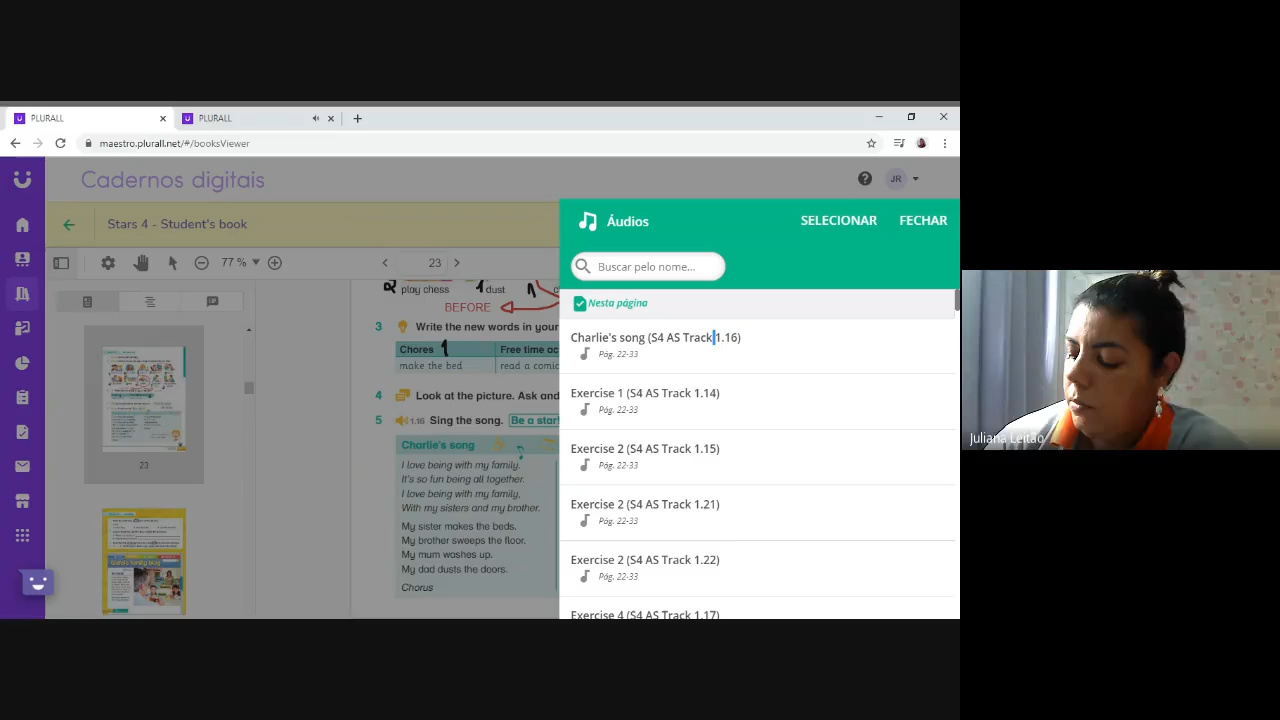 PLURALL
PLURALL
maestro.plurall.net/#/booksViewer
Cadernos digitais
JR
Stars 4 - Student's book
77 %
23
Áudios
SELECIONAR
FECHAR
Buscar pelo nome...
Nesta página
Charlie's song (S4 AS Track 1.16)
Pág. 22-33
Exercise 1 (S4 AS Track 1.14)
Pág. 22-33
Exercise 2 (S4 AS Track 1.15)
Pág. 22-33
Exercise 2 (S4 AS Track 1.21)
Pág. 22-33
Exercise 2 (S4 AS Track 1.22)
Pág. 22-33
Exercise 4 (S4 AS Track 1.17)
23
play chess
dust
BEFORE
3 Write the new words in your
Chores
Free time ac
make the bed
read a comic
4 Look at the picture. Ask and
5 1.16 Sing the song. Be a star!
Charlie's song
I love being with my family.
It's so fun being all together.
I love being with my family,
With my sisters and my brother.
My sister makes the beds.
My brother sweeps the floor.
My mum washes up.
My dad dusts the doors.
Chorus
Juliana Leitão